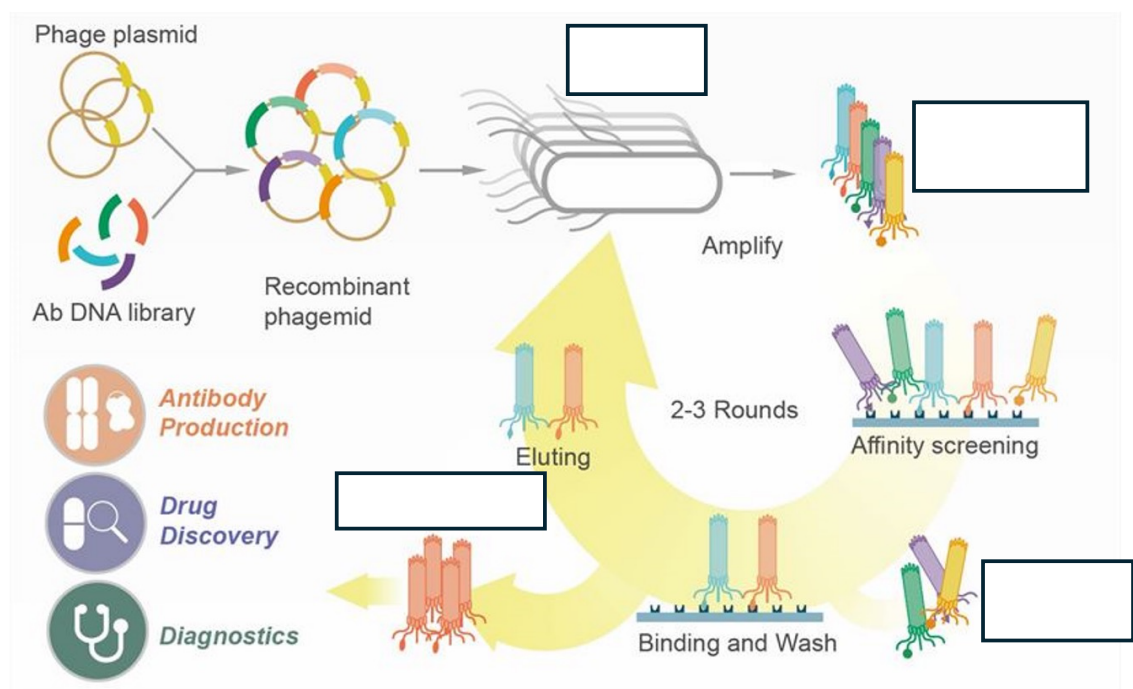 Phage plasmid
Ab DNA library
Recombinant
phagemid
Amplify
Affinity screening
2-3 Rounds
Eluting
Binding and Wash
Antibody
Production
Drug
Discovery
Diagnostics